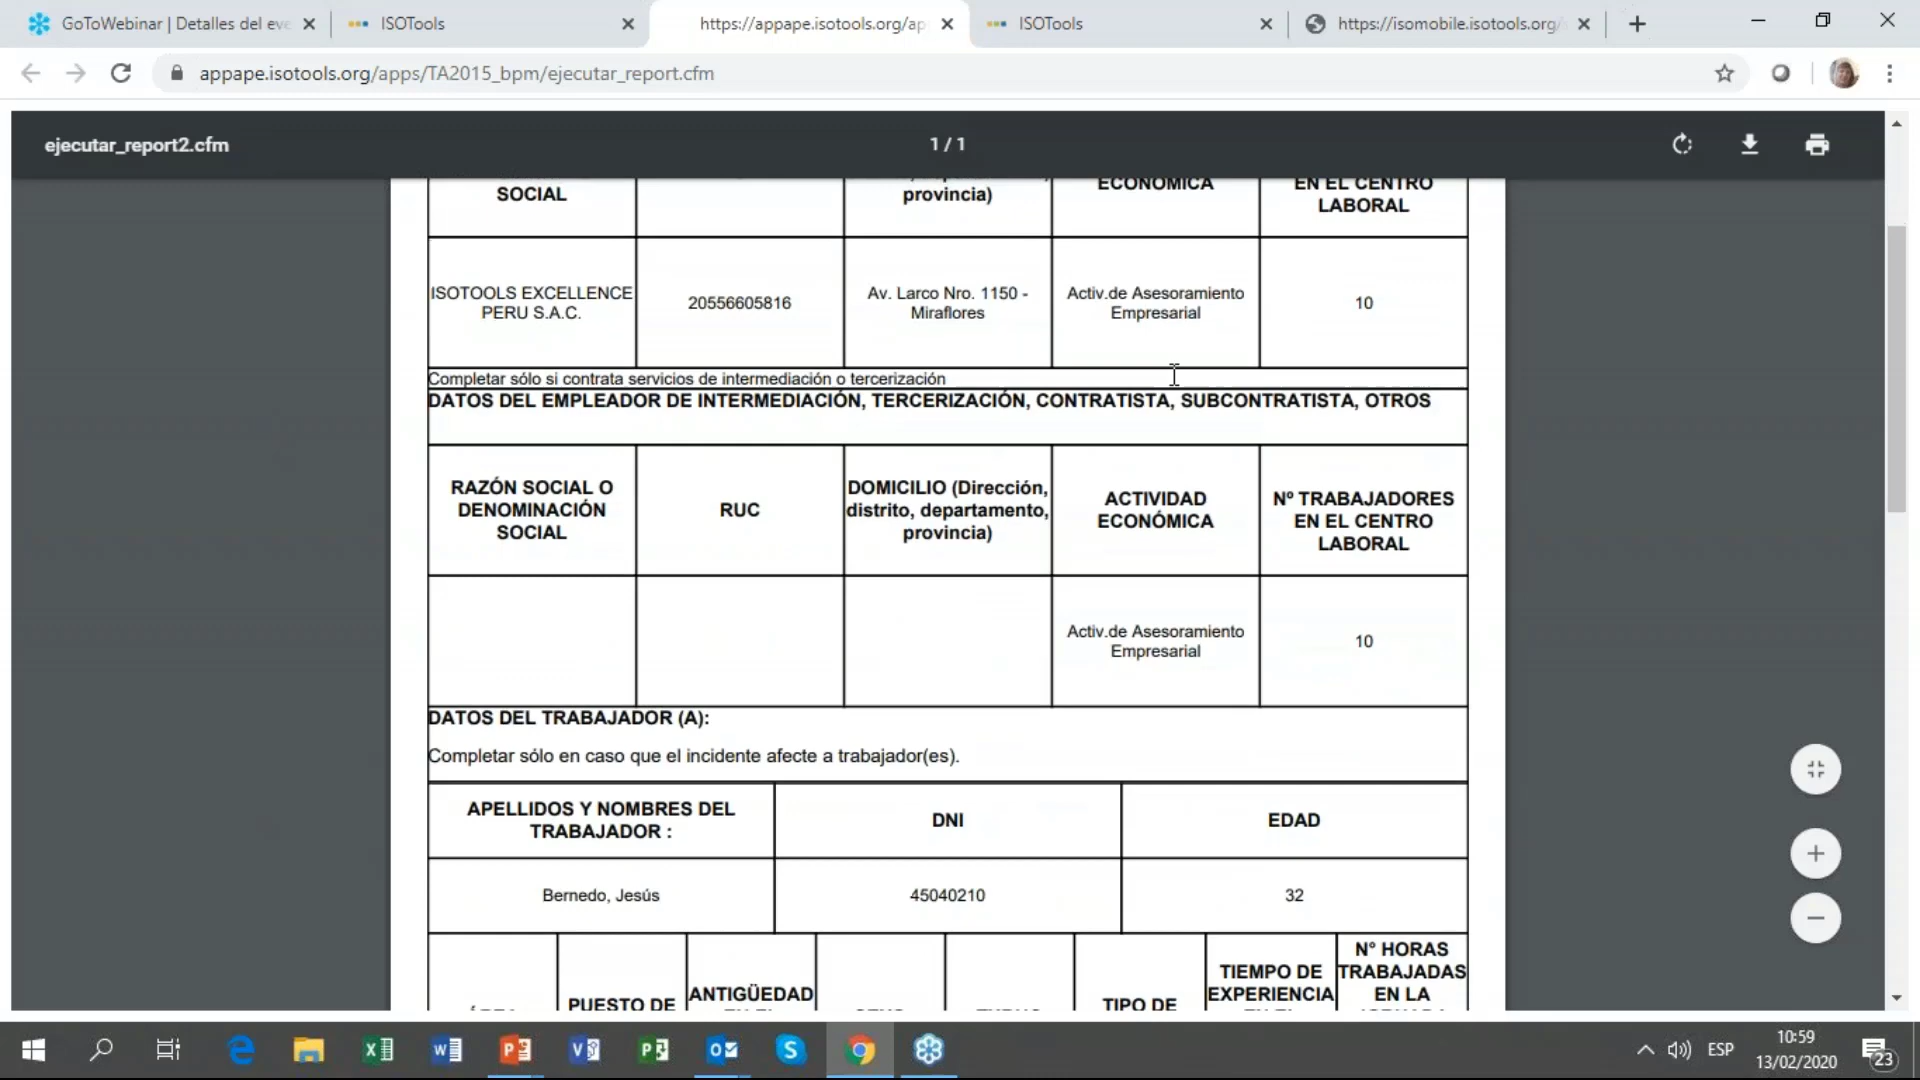 GoToWebinar | Detalles del eve
ISOTools
https://appape.isotools.org/ap
ISOTools
https://isomobile.isotools.org/
appape.isotools.org/apps/TA2015_bpm/ejecutar_report.cfm
ejecutar_report2.cfm
1 / 1
SOCIAL
provincia)
ECONÓMICA
EN EL CENTRO
LABORAL
ISOTOOLS EXCELLENCE
PERU S.A.C.
20556605816
Av. Larco Nro. 1150 -
Miraflores
Activ.de Asesoramiento
Empresarial
10
Completar sólo si contrata servicios de intermediación o tercerización
DATOS DEL EMPLEADOR DE INTERMEDIACIÓN, TERCERIZACIÓN, CONTRATISTA, SUBCONTRATISTA, OTROS
RAZÓN SOCIAL O
DENOMINACIÓN
SOCIAL
RUC
DOMICILIO (Dirección,
distrito, departamento,
provincia)
ACTIVIDAD
ECONÓMICA
Nº TRABAJADORES
EN EL CENTRO
LABORAL
Activ.de Asesoramiento
Empresarial
10
DATOS DEL TRABAJADOR (A):
Completar sólo en caso que el incidente afecte a trabajador(es).
APELLIDOS Y NOMBRES DEL
TRABAJADOR :
DNI
EDAD
Bernedo, Jesús
45040210
32
PUESTO DE
ANTIGÜEDAD
TIPO DE
TIEMPO DE
EXPERIENCIA
N° HORAS
TRABAJADAS
EN LA
ESP
10:59
13/02/2020
23